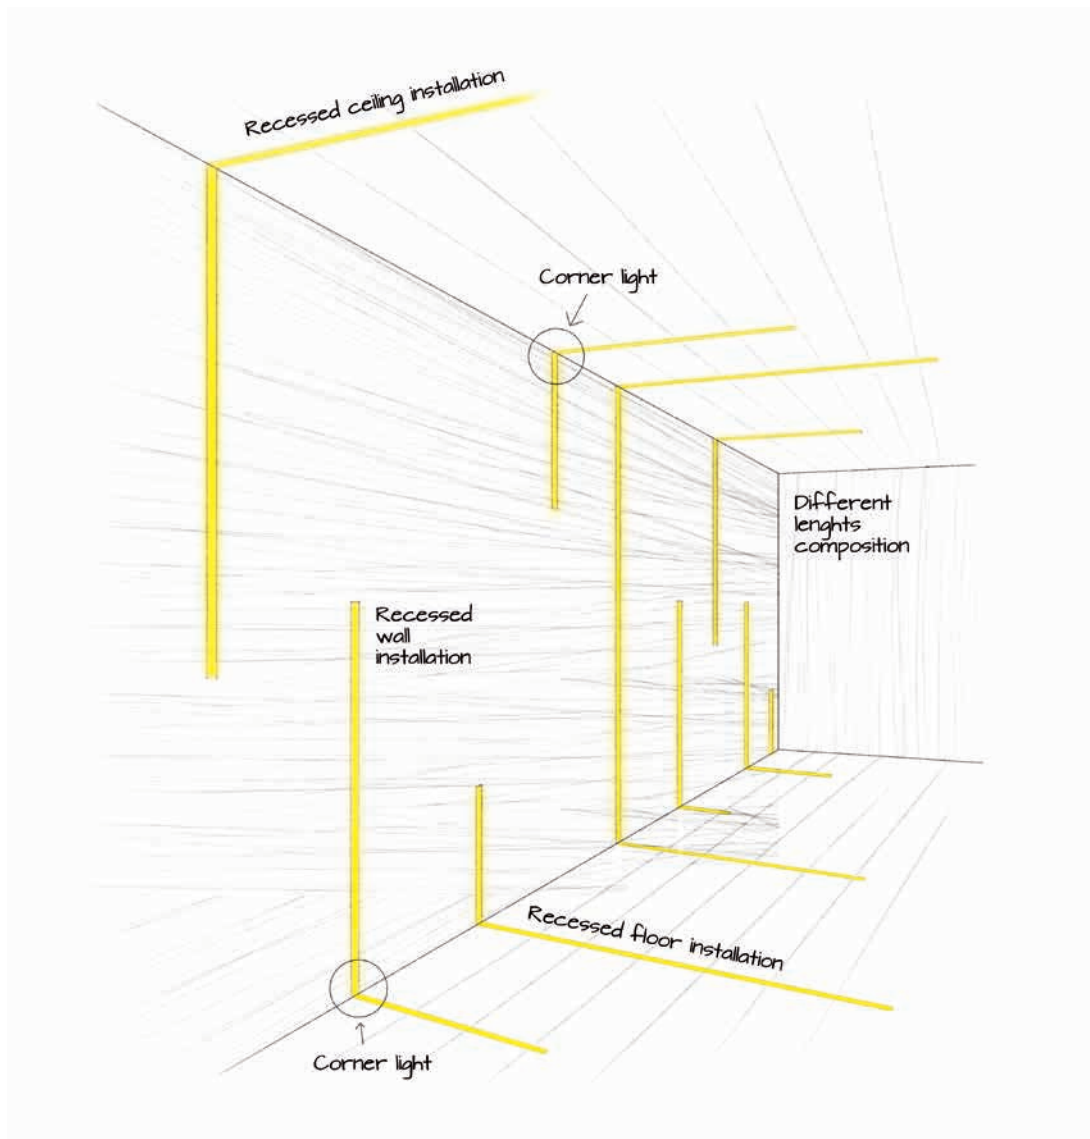 Recessed ceiling installation
Corner light
Different
lenghts
composition
Recessed
wall
installation
Recessed floor installation
Corner light